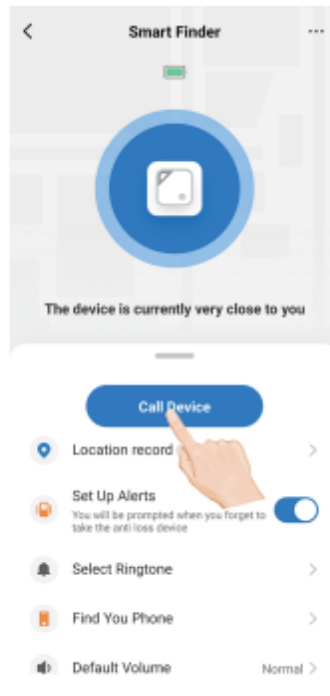 Smart Finder
The device is currently very close to you
Call Device
Location record
Set Up Alerts
You will be prompted when you forget to
take the anti loss device
Select Ringtone
Find You Phone
Default Volume Normal